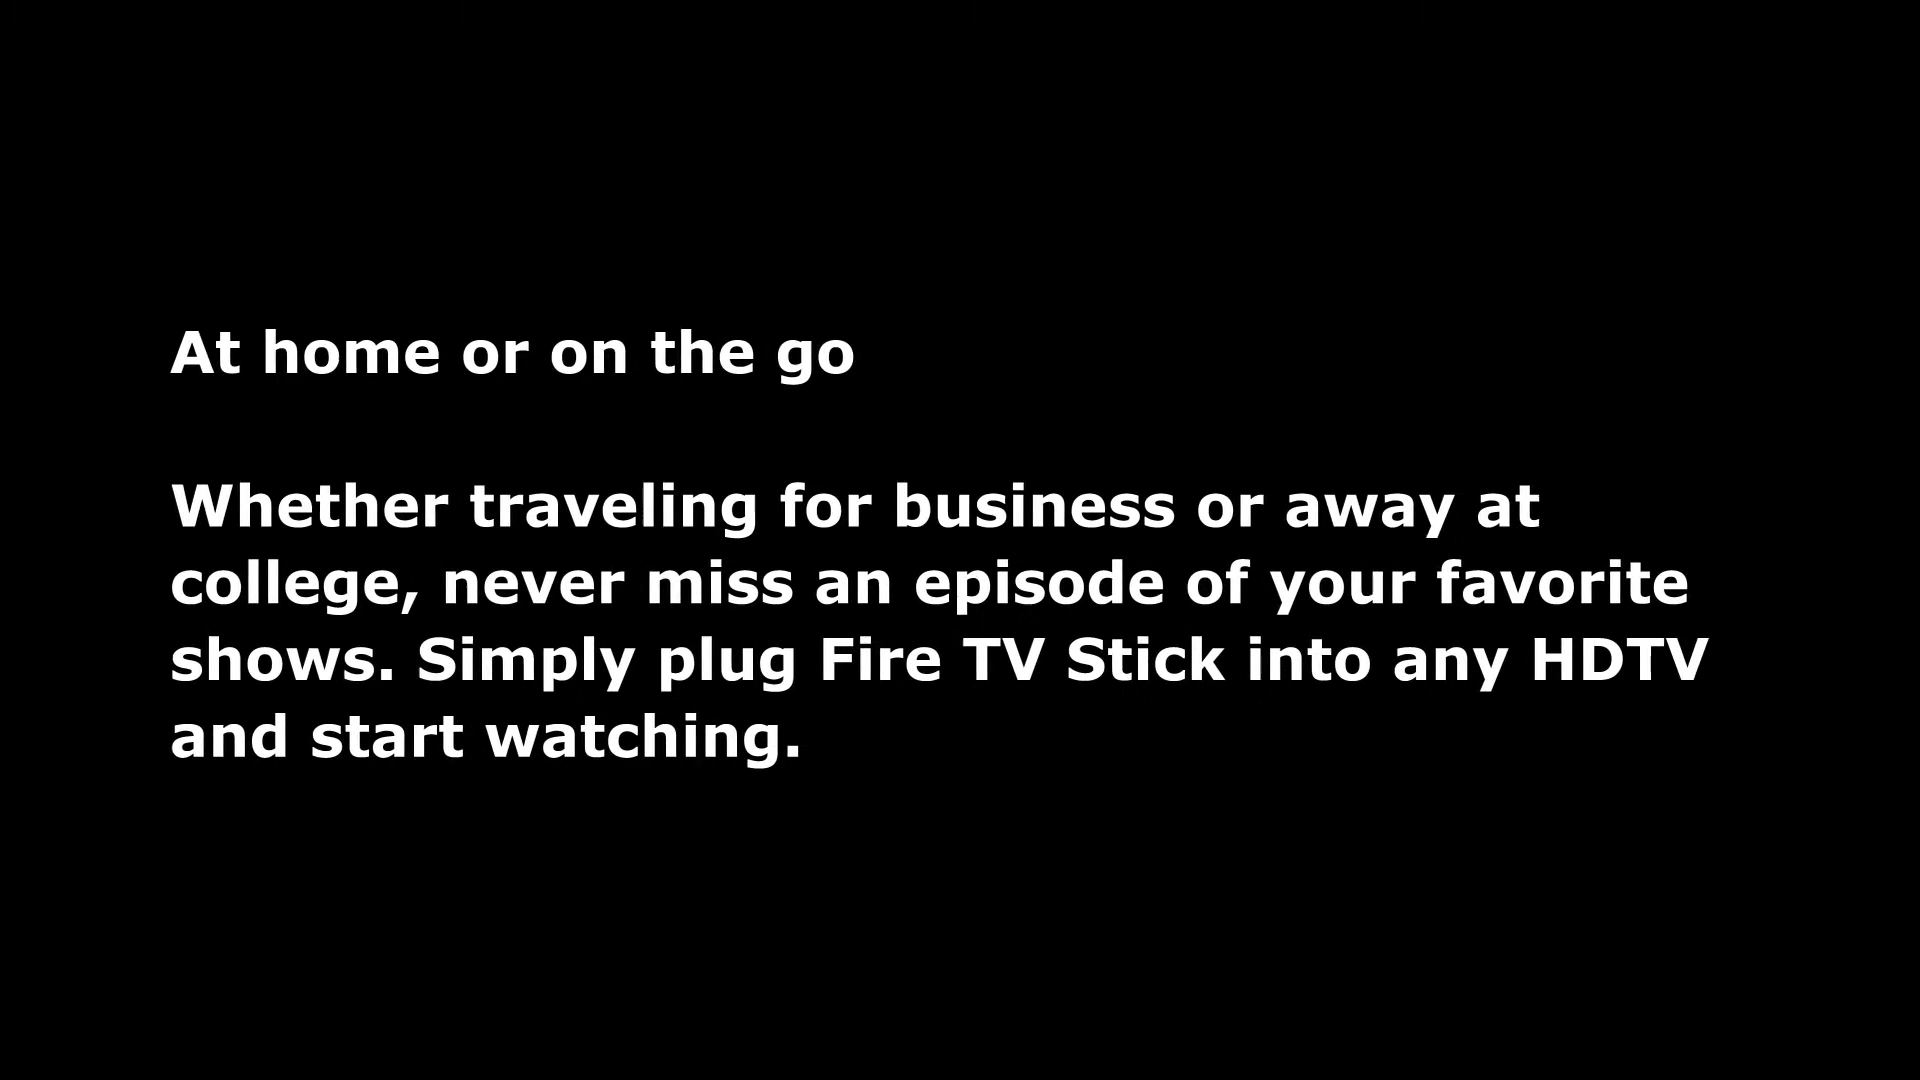 At home or on the go
Whether traveling for business or away at
college, never miss an episode of your favorite
shows. Simply plug Fire TV Stick into any HDTV
and start watching.